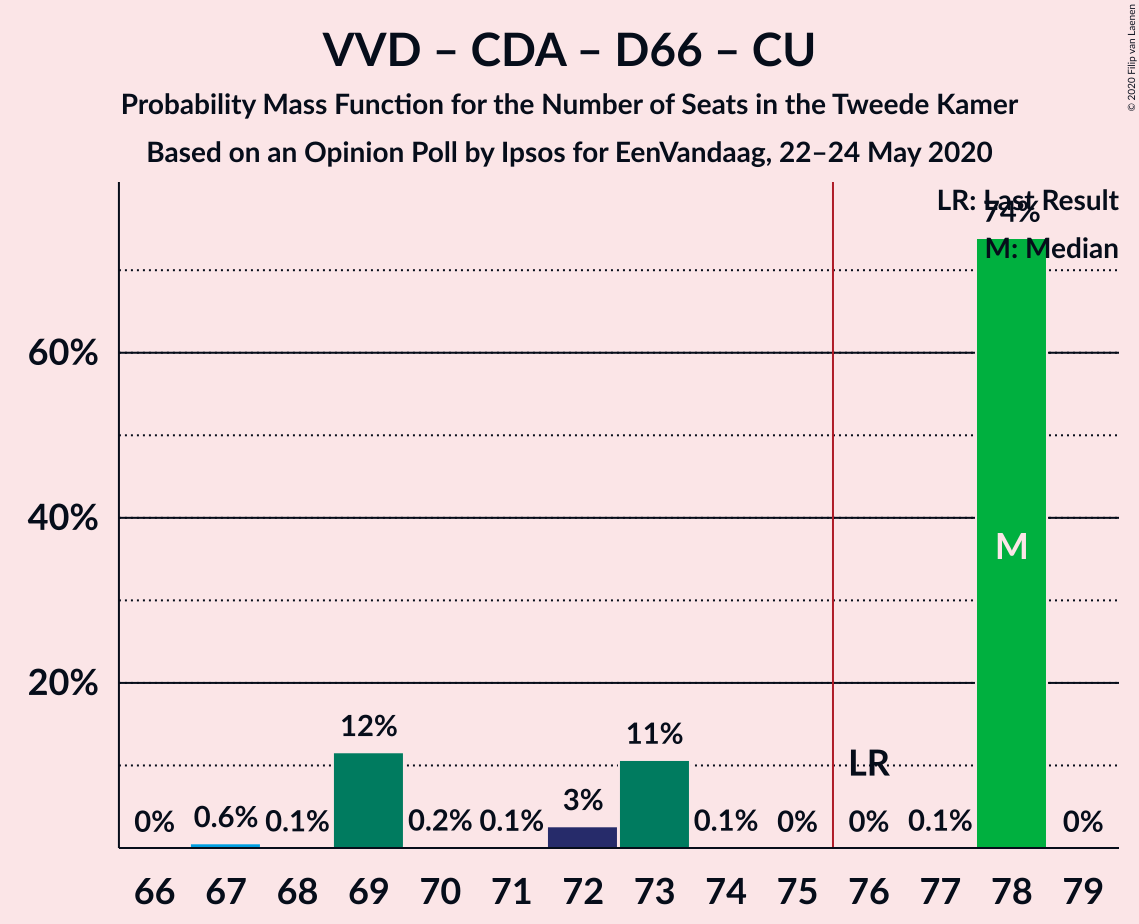 VVD – CDA – D66 – CU
Probability Mass Function for the Number of Seats in the Tweede Kamer
Based on an Opinion Poll by Ipsos for EenVandaag, 22–24 May 2020
© 2020 Filip van Laenen
LR: Last Result
74%
M: Median
60%
40%
M
20%
12%
11%
LR
3%
0%
0.6%
0.1%
0.2%
0.1%
0.1%
0%
0%
0.1%
0%
66 67 68 69 70 71 72 73 74 75 76 77 78 79